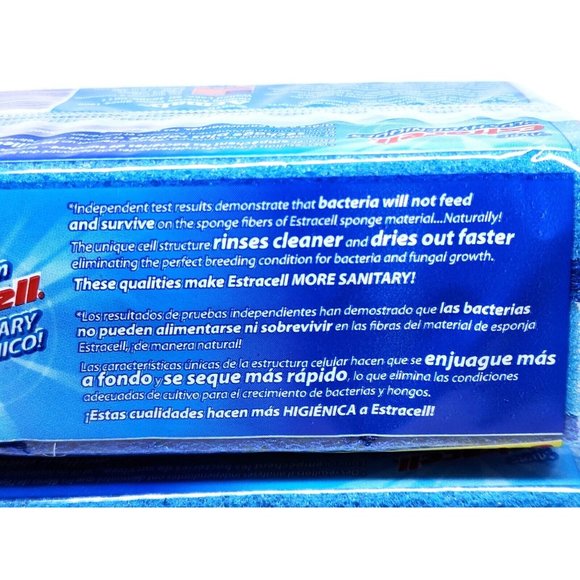 *Independent test results demonstrate that bacteria will not feed
and survive on the sponge fibers of Estracell sponge material...Naturally!
The unique cell structure rinses cleaner and dries out faster
eliminating the perfect breeding condition for bacteria and fungal growth.
These qualities make Estracell MORE SANITARY!
*Los resultados de pruebas independientes han demostrado que las bacterias
no pueden alimentarse ni sobrevivir en las fibras del material de esponja
Estracell, ¡de manera natural!
Las características únicas de la estructura celular hacen que se enjuague más
a fondo y se seque más rápido, lo que elimina las condiciones
adecuadas de cultivo para el crecimiento de bacterias y hongos.
¡Estas cualidades hacen más HIGIÉNICA a Estracell!